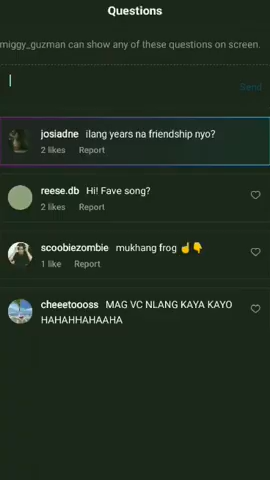 Questions
miggy_guzman can show any of these questions on screen.
Send
josiadne ilang years na friendship nyo?
2 likes Report
reese.db Hi! Fave song?
2 likes Report
scoobiezombie mukhang frog ☝️👇
1 like Report
cheeetoooss MAG VC NLANG KAYA KAYO
HAHAHHAHAAHA